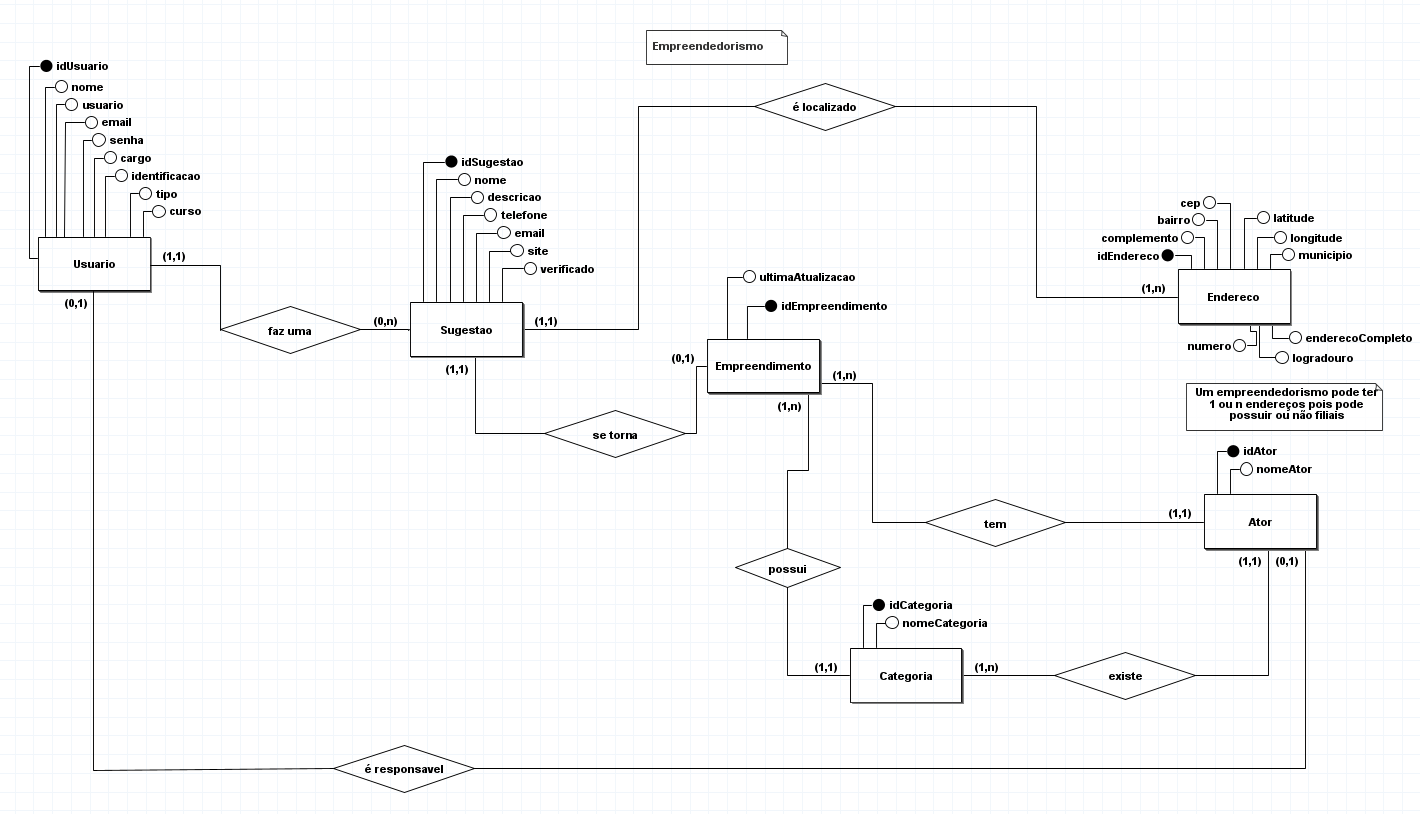 Empreendedorismo
idUsuario
nome
usuario
email
senha
cargo
identificacao
tipo
curso
Usuario
(1,1)
(0,1)
faz uma
(0,n)
idSugestao
nome
descricao
telefone
email
site
verificado
Sugestao
(1,1)
(1,1)
é localizado
cep
bairro
complemento
idEndereco
latitude
longitude
municipio
(1,n)
Endereco
numero
enderecoCompleto
logradouro
Um empreendedorismo pode ter
1 ou n endereços pois pode
possuir ou não filiais
se torna
(0,1)
ultimaAtualizacao
idEmpreendimento
Empreendimento
(1,n)
(1,n)
tem
(1,1)
idAtor
nomeAtor
Ator
(1,1)
(0,1)
possui
(1,1)
idCategoria
nomeCategoria
Categoria
(1,n)
existe
é responsavel